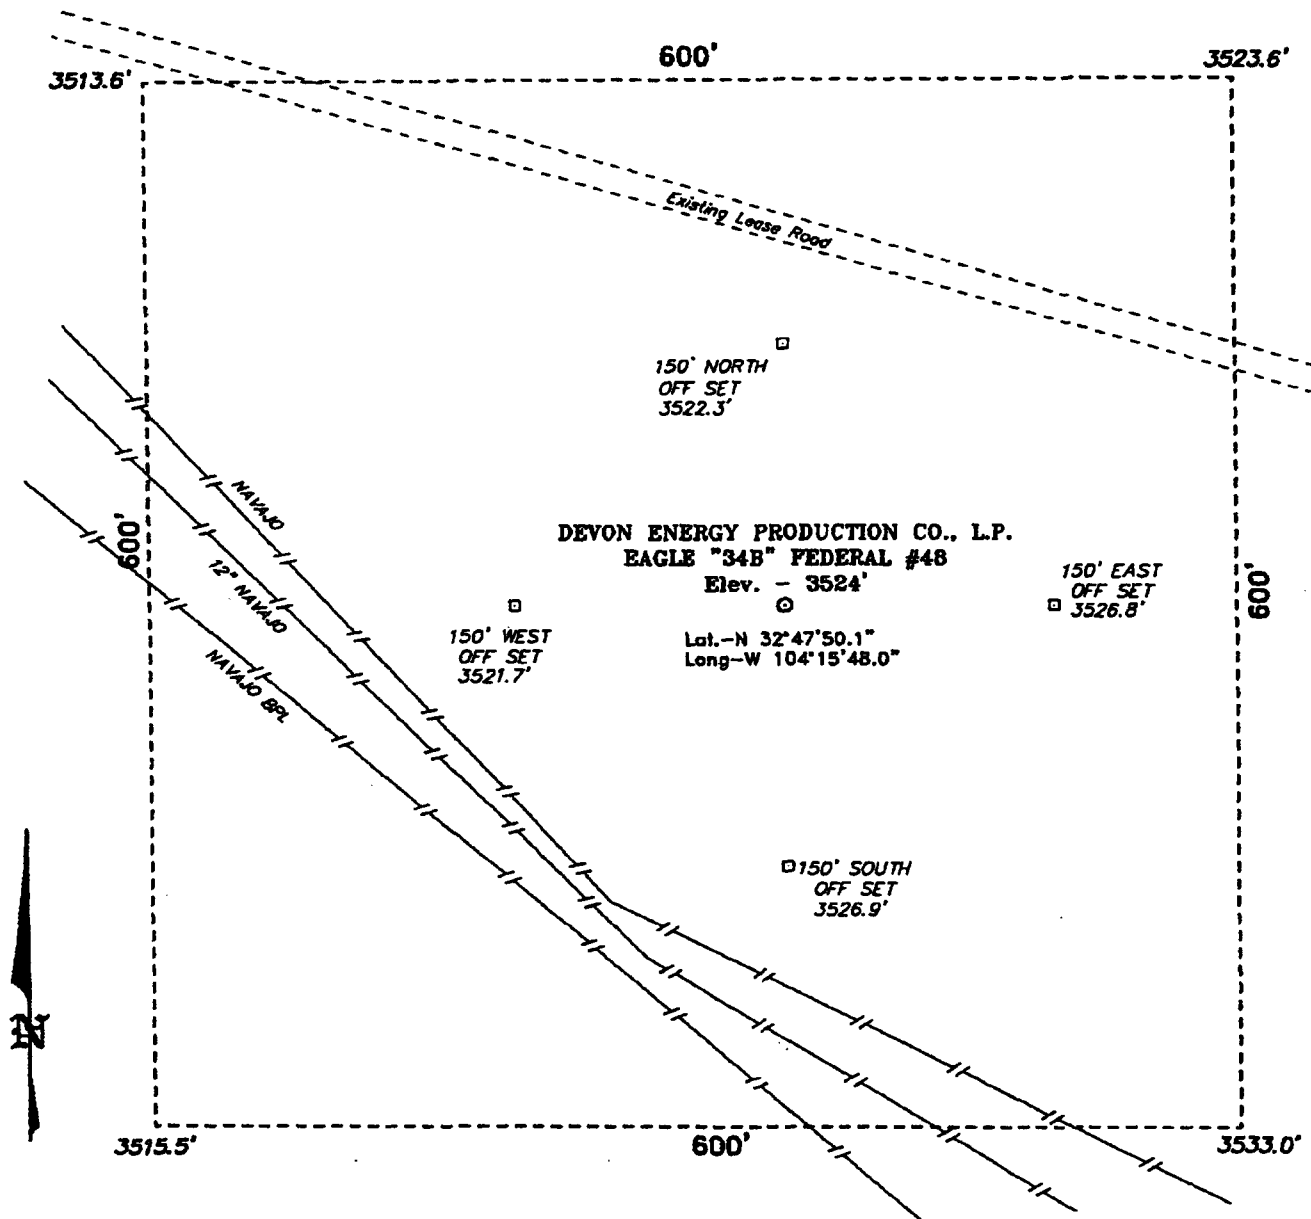 600'
3513.6'
3523.6'
Existing Lease Road
150' NORTH
OFF SET
3522.3'
NAVAJO
600'
12" NAVAJO
NAVAJO BPL
DEVON ENERGY PRODUCTION CO., L.P.
EAGLE "34B" FEDERAL #48
Elev. - 3524'
Lat.-N 32°47'50.1"
Long-W 104°15'48.0"
150' WEST
OFF SET
3521.7'
150' EAST
OFF SET
3526.8'
600'
150' SOUTH
OFF SET
3526.9'
N
3515.5'
600'
3533.0'